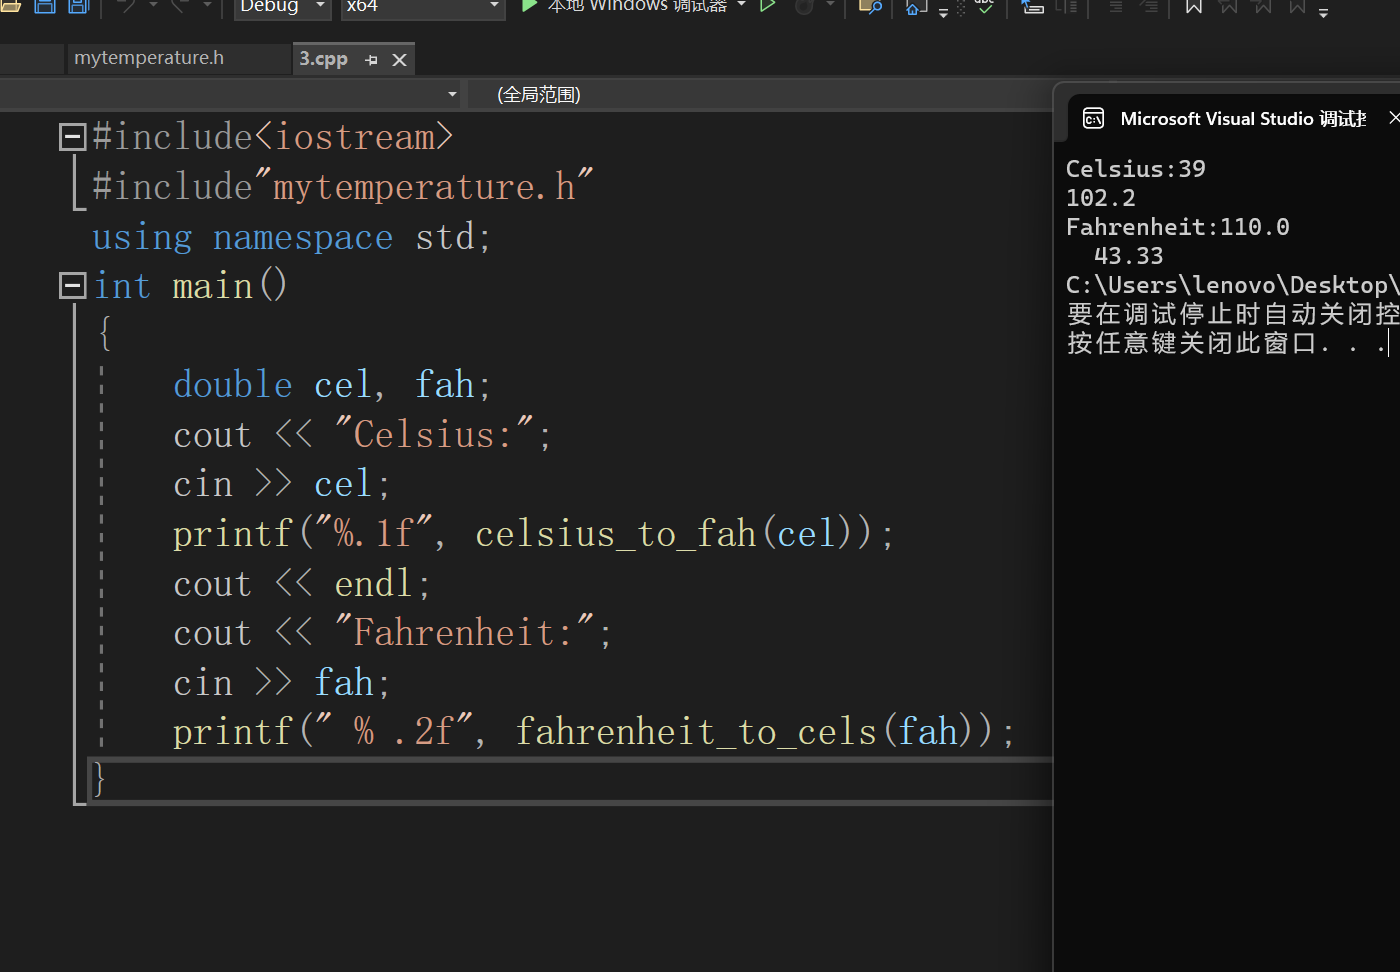 Debug x64 本地 Windows 调试器
mytemperature.h 3.cpp
(全局范围)
#include<iostream>
#include"mytemperature.h"
using namespace std;
int main()
{
double cel, fah;
cout << "Celsius:";
cin >> cel;
printf("%.1f", celsius_to_fah(cel));
cout << endl;
cout << "Fahrenheit:";
cin >> fah;
printf(" % .2f", fahrenheit_to_cels(fah));
}
Microsoft Visual Studio 调试
Celsius:39
102.2
Fahrenheit:110.0
43.33
C:\Users\lenovo\Desktop\
要在调试停止时自动关闭控
按任意键关闭此窗口. . .